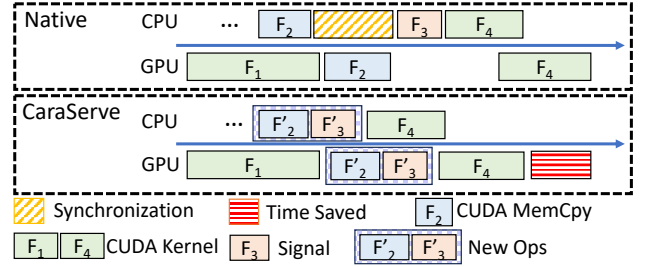 Native CPU ... F2 F3 F4
GPU F1 F2 F4
CaraServe CPU ... F'2 F'3 F4
GPU F1 F'2 F'3 F4
Synchronization Time Saved F2 CUDA MemCpy
F1 F4 CUDA Kernel F3 Signal F'2 F'3 New Ops